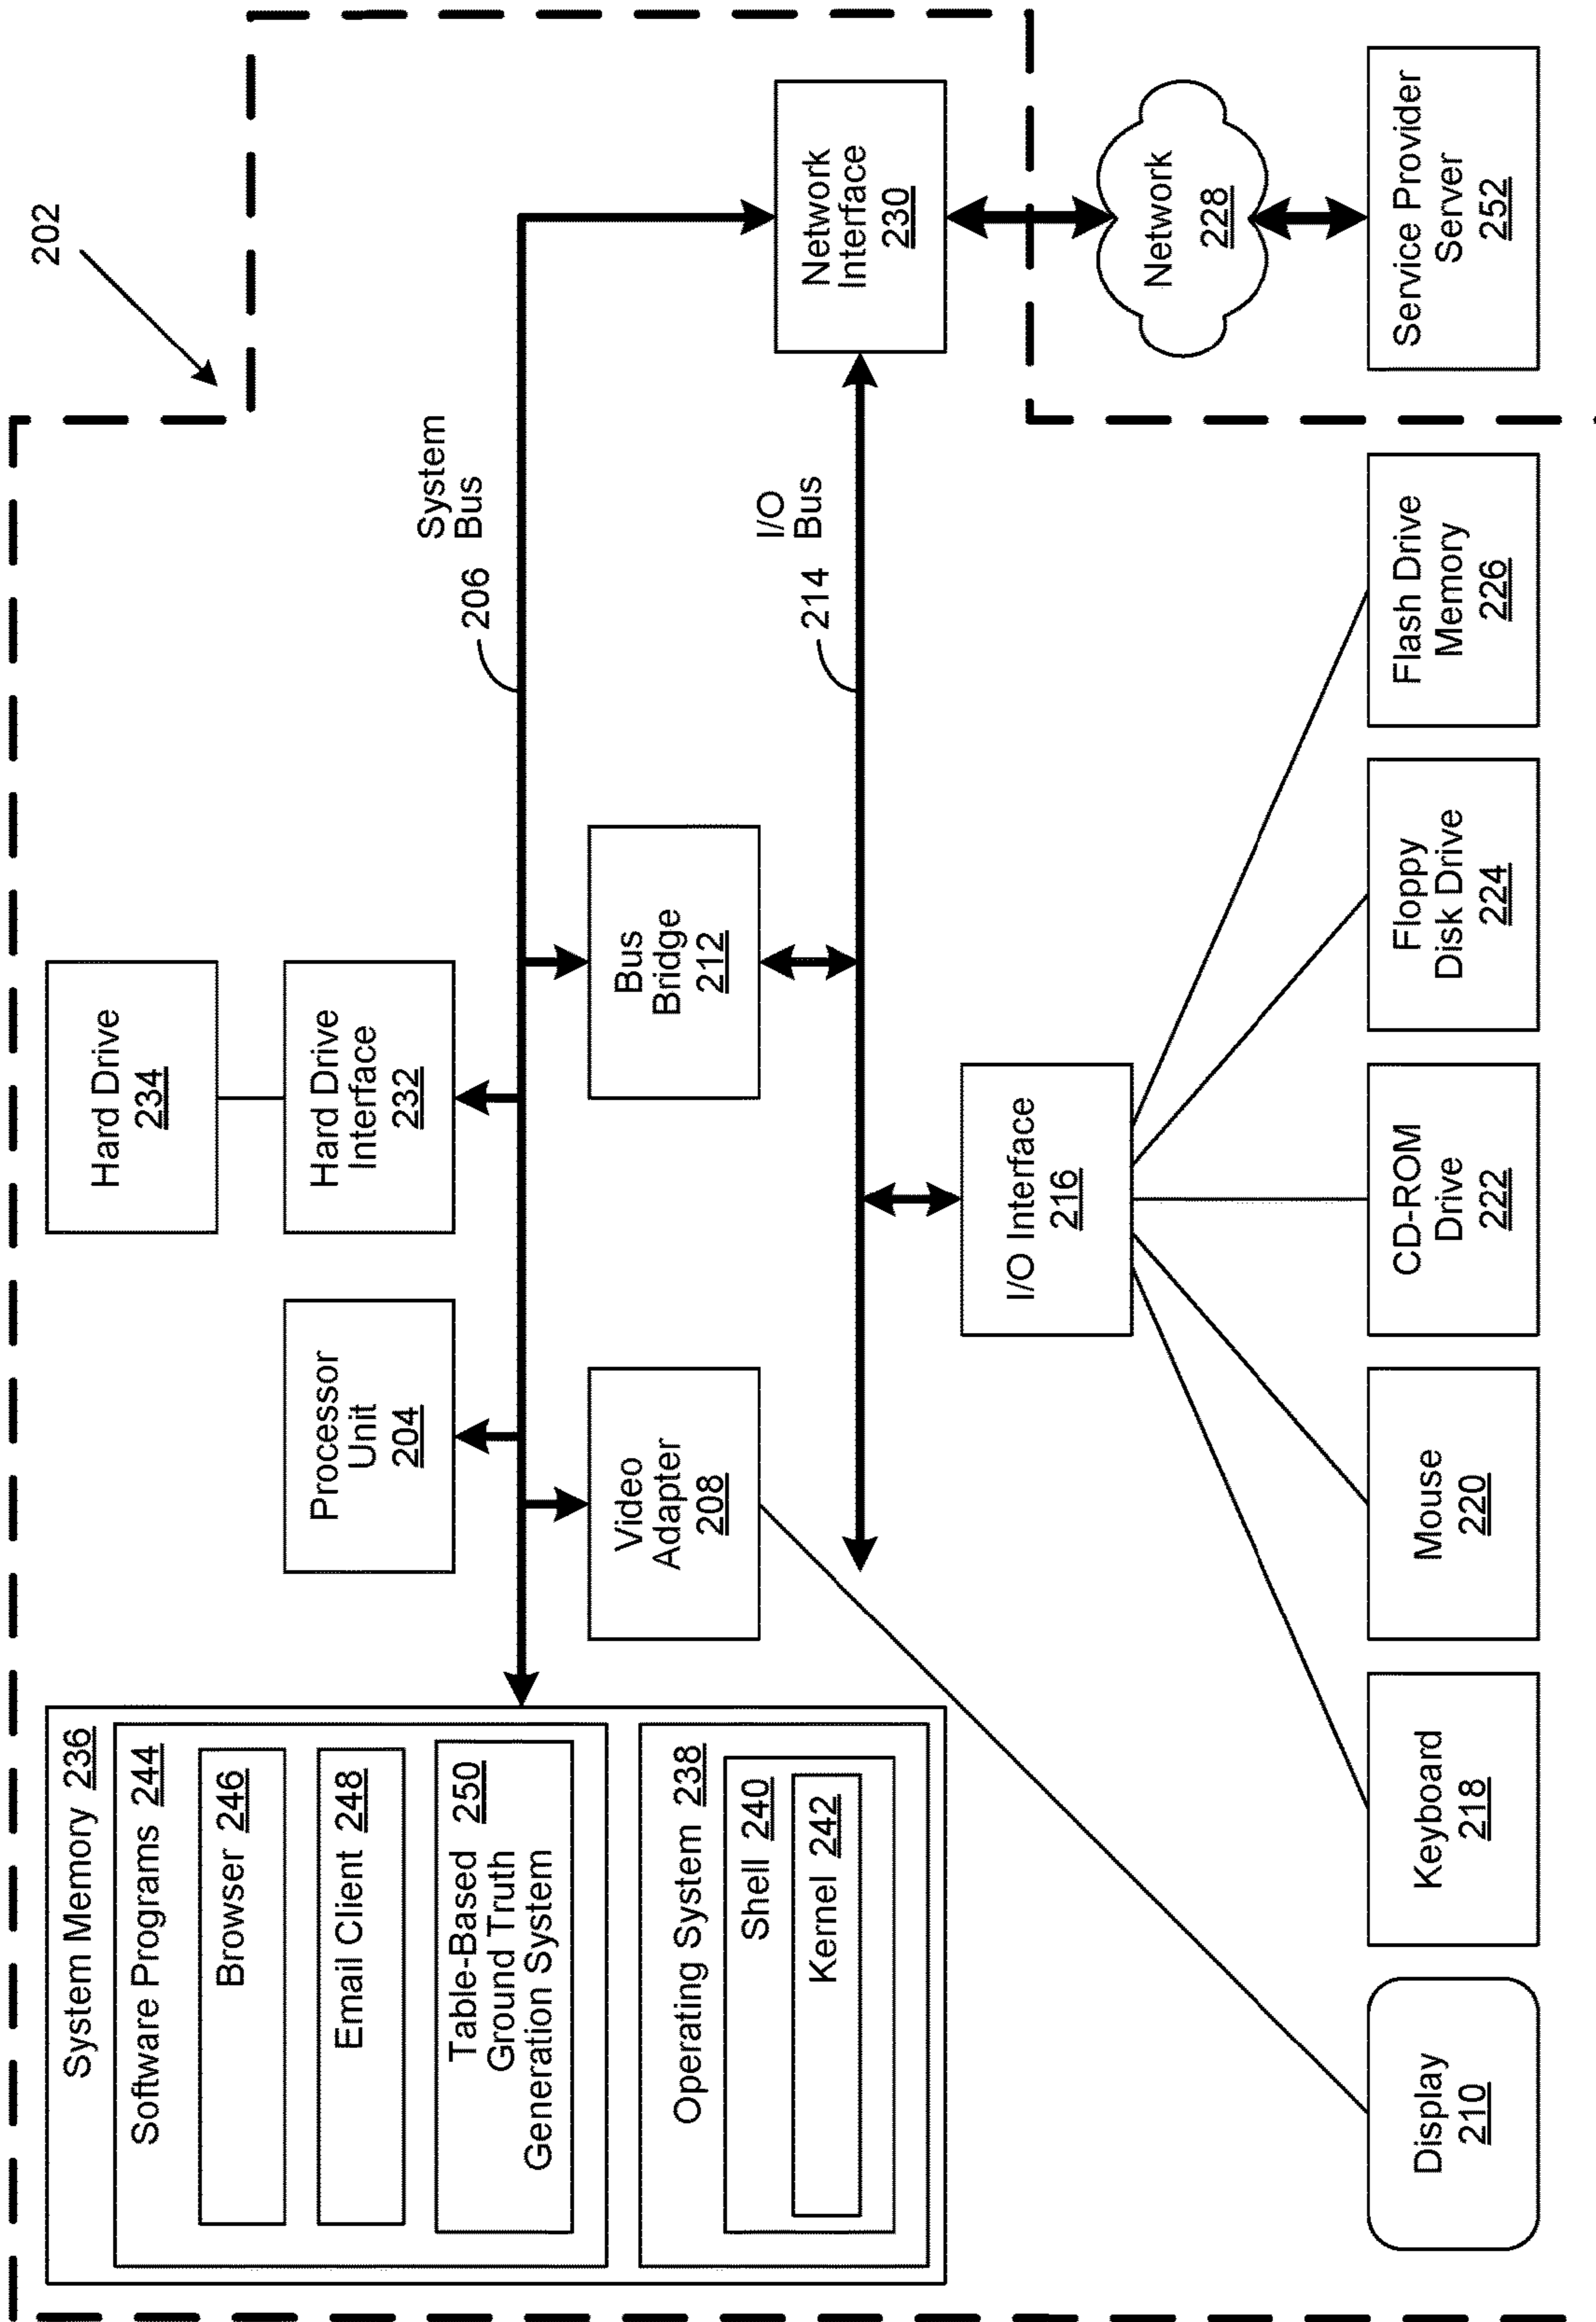 202
System Memory 236
Software Programs 244
Browser 246
Email Client 248
Table-Based 250
Ground Truth
Generation System
Operating System 238
Shell 240
Kernel 242
Processor
Unit
204
Hard Drive
234
Hard Drive
Interface
232
System
206 Bus
Video
Adapter
208
Bus
Bridge
212
I/O
214 Bus
Network
Interface
230
I/O Interface
216
Network
228
Display
210
Keyboard
218
Mouse
220
CD-ROM
Drive
222
Floppy
Disk Drive
224
Flash Drive
Memory
226
Service Provider
Server
252